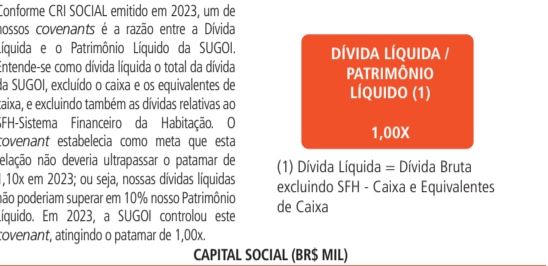 Conforme CRI SOCIAL emitido em 2023, um de
nossos covenants é a razão entre a Dívida
Líquida e o Patrimônio Líquido da SUGOI.
Entende-se como dívida líquida o total da dívida
da SUGOI, excluído o caixa e os equivalentes de
caixa, e excluindo também as dívidas relativas ao
SFH-Sistema Financeiro da Habitação. O
covenant estabelecia como meta que esta
relação não deveria ultrapassar o patamar de
1,10x em 2023; ou seja, nossas dívidas líquidas
não poderiam superar em 10% nosso Patrimônio
Líquido. Em 2023, a SUGOI controlou este
covenant, atingindo o patamar de 1,00x.
DÍVIDA LÍQUIDA /
PATRIMÔNIO
LÍQUIDO (1)
1,00X
(1) Dívida Líquida = Dívida Bruta
excluindo SFH - Caixa e Equivalentes
de Caixa
CAPITAL SOCIAL (BR$ MIL)